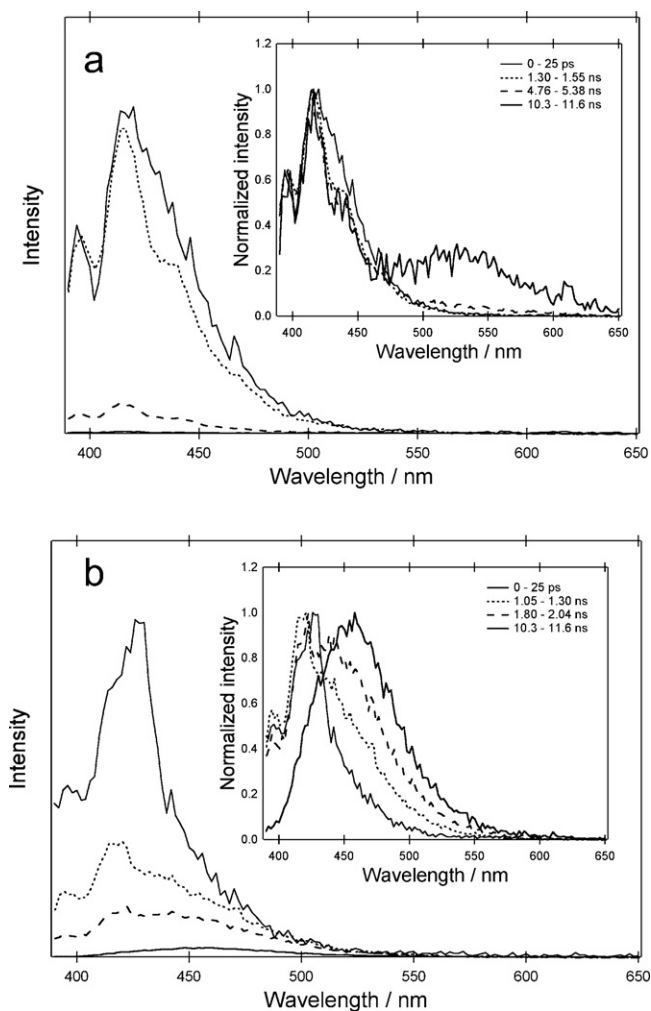 a
Intensity
400 450 500 550 600 650
Wavelength / nm
1.2
1.0
0.8
0.6
0.4
0.2
0.0
Normalized intensity
400 450 500 550 600 650
Wavelength / nm
0 - 25 ps
1.30 - 1.55 ns
4.76 - 5.38 ns
10.3 - 11.6 ns
b
Intensity
400 450 500 550 600 650
Wavelength / nm
1.2
1.0
0.8
0.6
0.4
0.2
0.0
Normalized intensity
400 450 500 550 600 650
Wavelength / nm
0 - 25 ps
1.05 - 1.30 ns
1.80 - 2.04 ns
10.3 - 11.6 ns